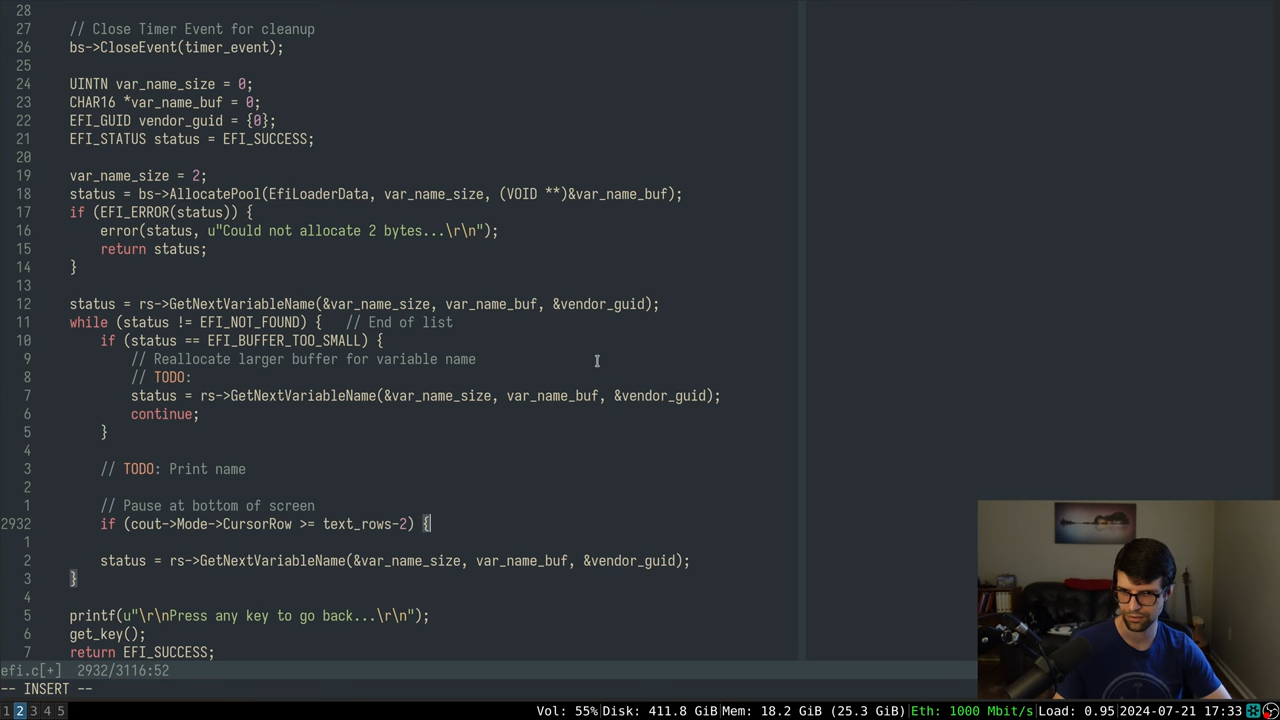 28
27 // Close Timer Event for cleanup
26 bs->CloseEvent(timer_event);
25
24 UINTN var_name_size = 0;
23 CHAR16 *var_name_buf = 0;
22 EFI_GUID vendor_guid = {0};
21 EFI_STATUS status = EFI_SUCCESS;
20
19 var_name_size = 2;
18 status = bs->AllocatePool(EfiLoaderData, var_name_size, (VOID **)&var_name_buf);
17 if (EFI_ERROR(status)) {
16 error(status, u"Could not allocate 2 bytes...\r\n");
15 return status;
14 }
13
12 status = rs->GetNextVariableName(&var_name_size, var_name_buf, &vendor_guid);
11 while (status != EFI_NOT_FOUND) { // End of list
10 if (status == EFI_BUFFER_TOO_SMALL) {
9 // Reallocate larger buffer for variable name
8 // TODO:
7 status = rs->GetNextVariableName(&var_name_size, var_name_buf, &vendor_guid);
6 continue;
5 }
4
3 // TODO: Print name
2
1 // Pause at bottom of screen
2932 if (cout->Mode->CursorRow >= text_rows-2) {
1
2 status = rs->GetNextVariableName(&var_name_size, var_name_buf, &vendor_guid);
3 }
4
5 printf(u"\r\nPress any key to go back...\r\n");
6 get_key();
7 return EFI_SUCCESS;
efi.c[+] 2932/3116:52
-- INSERT --
1 2 3 4 5 Vol: 55% Disk: 411.8 GiB Mem: 18.2 GiB (25.3 GiB) Eth: 1000 Mbit/s Load: 0.95 2024-07-21 17:33